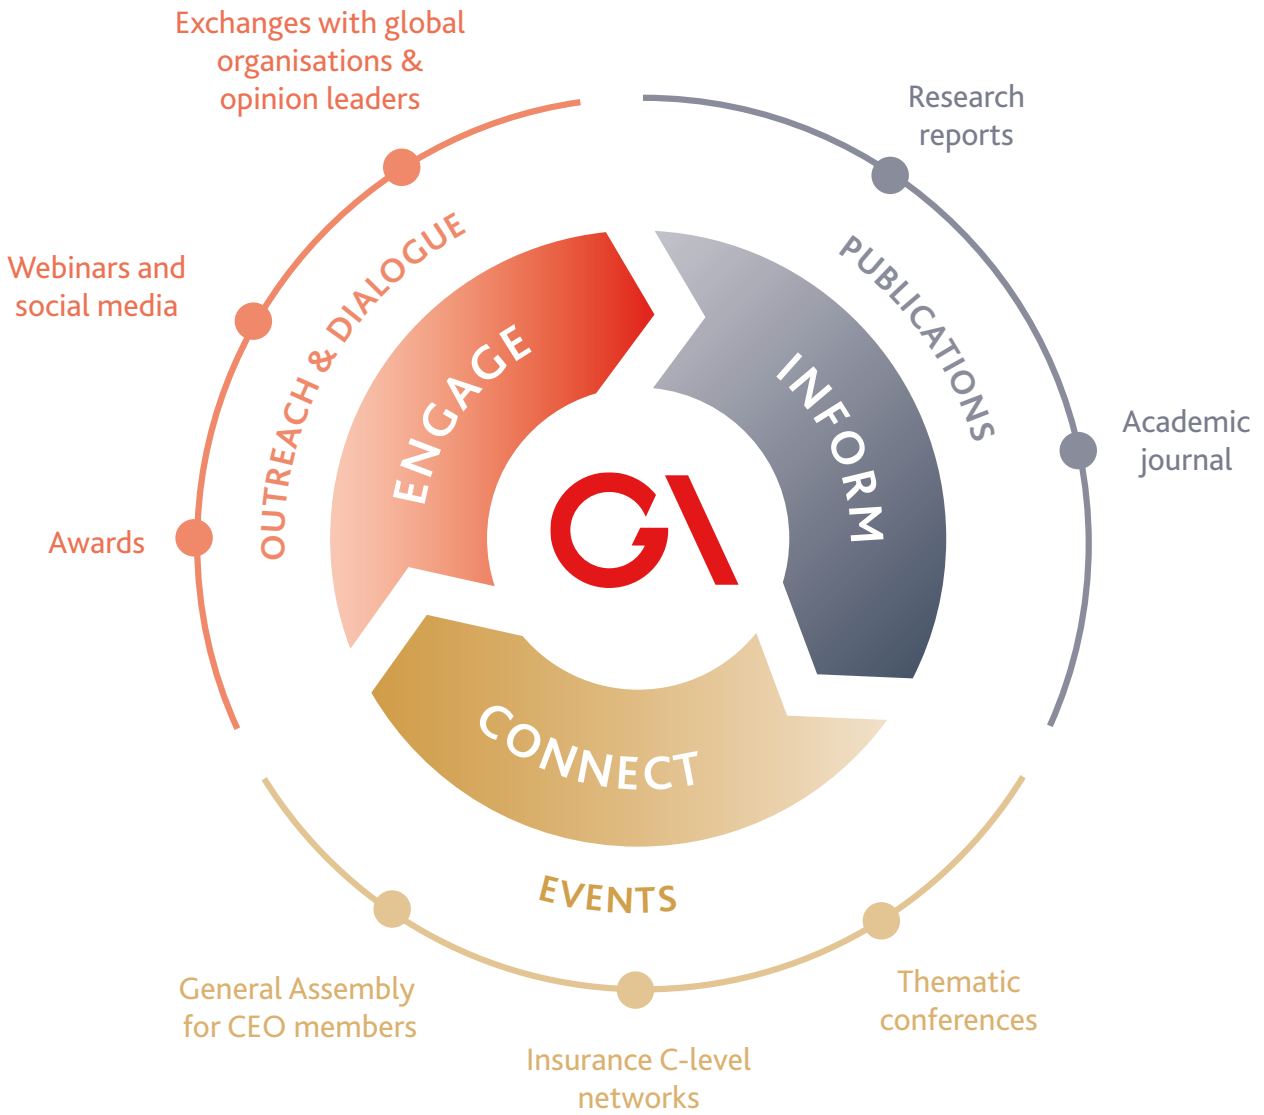 Exchanges with global
organisations &
opinion leaders
Webinars and
social media
Awards
OUTREACH & DIALOGUE
ENGAGE
Research
reports
Academic
journal
PUBLICATIONS
INFORM
GA
CONNECT
EVENTS
General Assembly
for CEO members
Insurance C-level
networks
Thematic
conferences